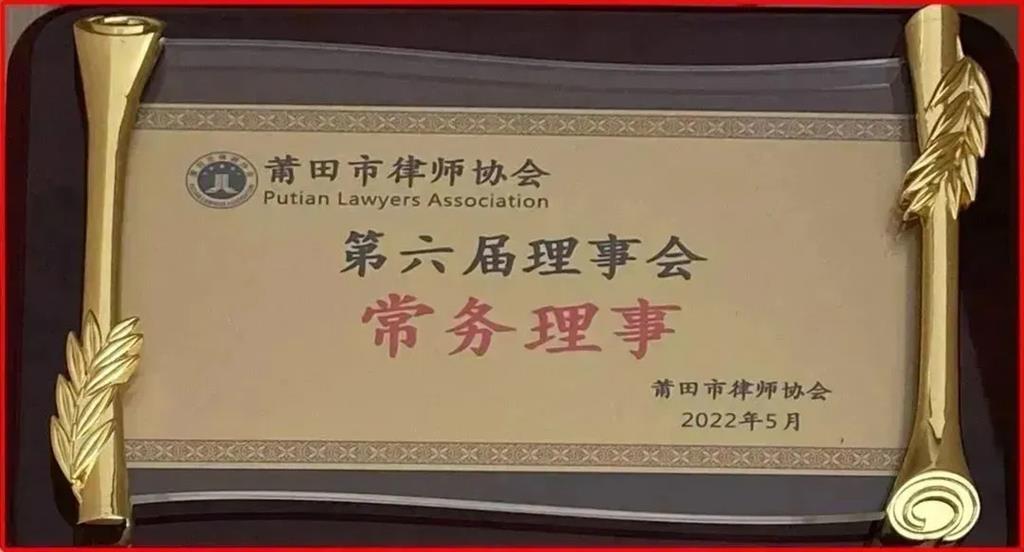 莆田市律师协会
Putian Lawyers Association
第六届理事会
常务理事
莆田市律师协会
2022年5月